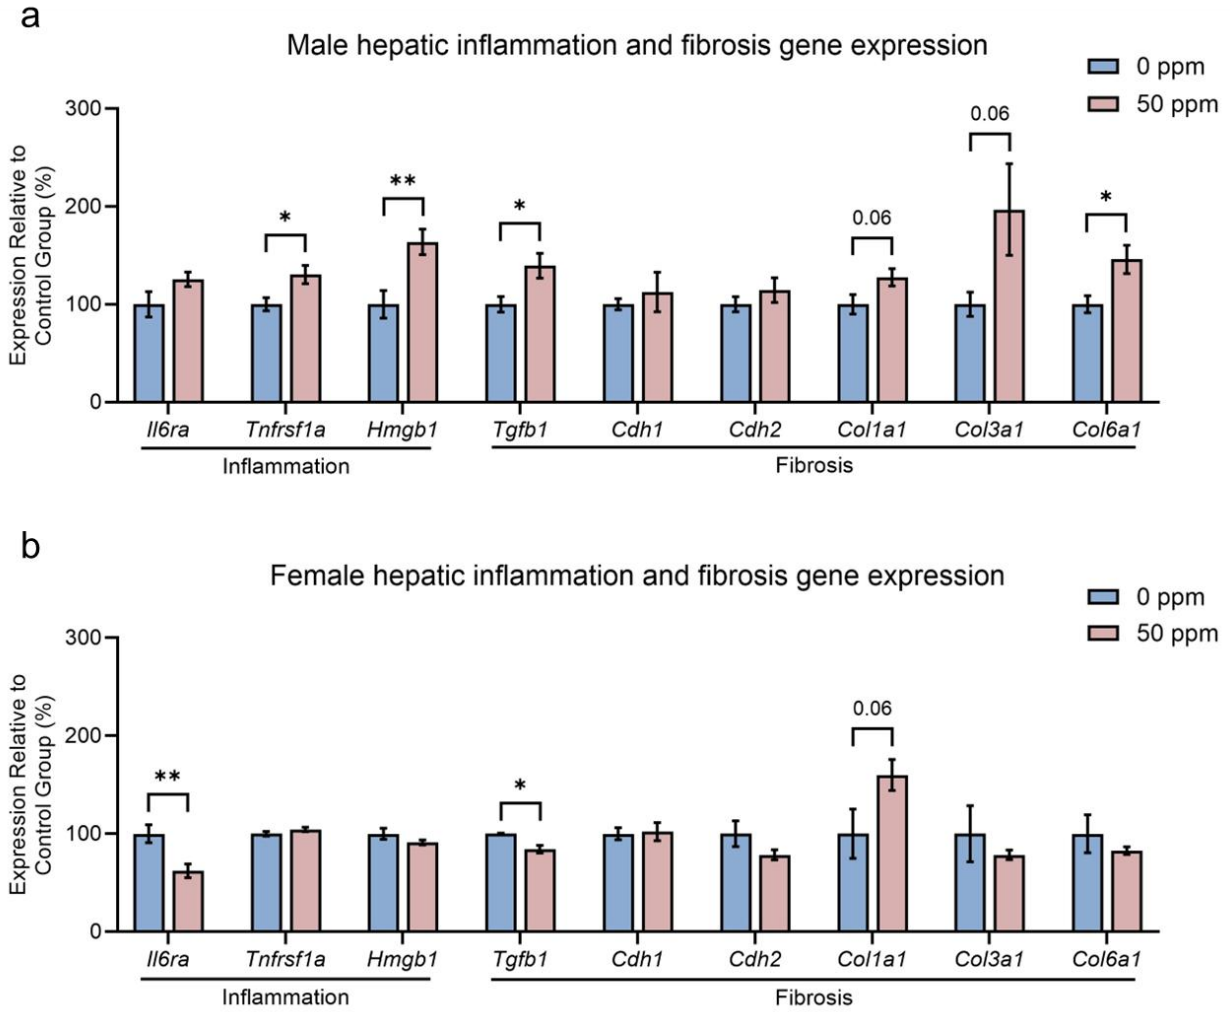 a
Male hepatic inflammation and fibrosis gene expression
0 ppm
50 ppm
Expression Relative to
Control Group (%)
300
200
100
0
*
**
*
0.06
0.06
*
Il6ra Tnfrsf1a Hmgb1 Tgfb1 Cdh1 Cdh2 Col1a1 Col3a1 Col6a1
Inflammation Fibrosis
b
Female hepatic inflammation and fibrosis gene expression
0 ppm
50 ppm
Expression Relative to
Control Group (%)
300
200
100
0
**
*
0.06
Il6ra Tnfrsf1a Hmgb1 Tgfb1 Cdh1 Cdh2 Col1a1 Col3a1 Col6a1
Inflammation Fibrosis